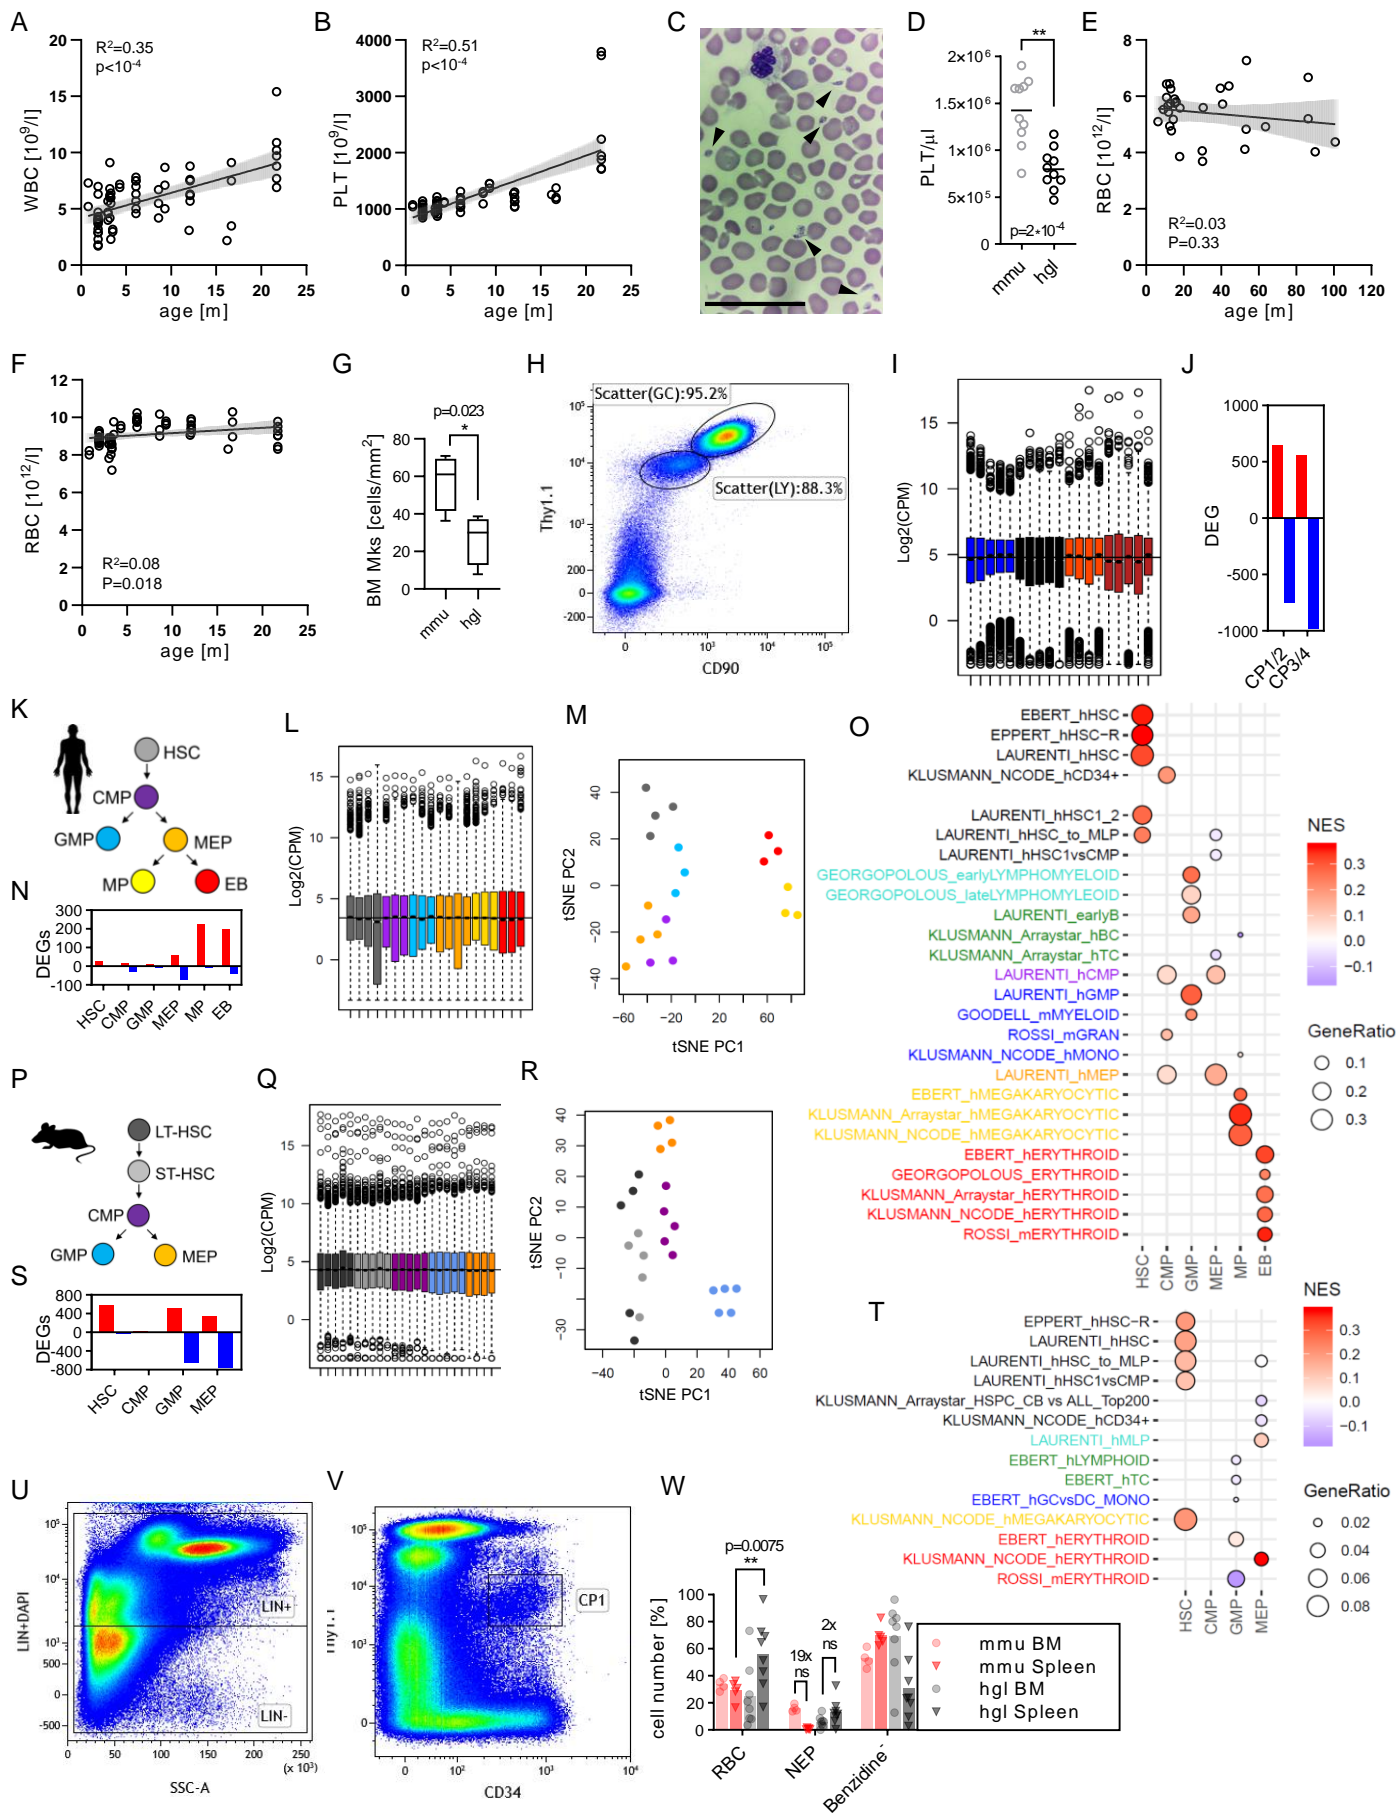 A
R²=0.35
p<10⁻⁴
WBC [10⁹/l]
20
15
10
5
0
0 5 10 15 20 25
age [m]
B
R²=0.51
p<10⁻⁴
PLT [10⁹/l]
4000
3000
2000
1000
0
0 5 10 15 20 25
age [m]
C
D
**
PLT/µl
2×10⁶
1.5×10⁶
1×10⁶
5×10⁵
0
p=2*10⁻⁴
mmu hgl
E
RBC [10¹²/l]
8
6
4
2
0
R²=0.03
P=0.33
0 20 40 60 80 100 120
age [m]
F
RBC [10¹²/l]
12
10
8
6
4
2
0
R²=0.08
P=0.018
0 5 10 15 20 25
age [m]
G
p=0.023
*
BM Mks [cells/mm²]
80
60
40
20
0
mmu hgl
H
Scatter(GC):95.2%
Scatter(LY):88.3%
Thy1.1
10⁵
10⁴
10³
200
0
-200
0 10³ 10⁴ 10⁵
CD90
I
Log2(CPM)
15
10
5
0
J
DEG
1000
500
0
-500
-1000
CP1/2
CP3/4
K
HSC
CMP
GMP
MEP
MP
EB
L
Log2(CPM)
15
10
5
0
M
tSNE PC2
40
20
0
−20
−40
−60 −20 20 60
tSNE PC1
N
DEGs
300
200
100
0
-100
HSC CMP GMP MEP MP EB
O
EBERT_hHSC
EPPERT_hHSC−R
LAURENTI_hHSC
KLUSMANN_NCODE_hCD34+
LAURENTI_hHSC1_2
LAURENTI_hHSC_to_MLP
LAURENTI_hHSC1vsCMP
GEORGOPOLOUS_earlyLYMPHOMYELOID
GEORGOPOLOUS_lateLYMPHOMYLEOID
LAURENTI_earlyB
KLUSMANN_Arraystar_hBC
KLUSMANN_Arraystar_hTC
LAURENTI_hCMP
LAURENTI_hGMP
GOODELL_mMYELOID
ROSSI_mGRAN
KLUSMANN_NCODE_hMONO
LAURENTI_hMEP
EBERT_hMEGAKARYOCYTIC
KLUSMANN_Arraystar_hMEGAKARYOCYTIC
KLUSMANN_NCODE_hMEGAKARYOCYTIC
EBERT_hERYTHROID
GEORGOPOLOUS_ERYTHROID
KLUSMANN_Arraystar_hERYTHROID
KLUSMANN_NCODE_hERYTHROID
ROSSI_mERYTHROID
HSC CMP GMP MEP MP EB
NES
0.3
0.2
0.1
0.0
−0.1
GeneRatio
0.1
0.2
0.3
P
LT-HSC
ST-HSC
CMP
GMP
MEP
Q
Log2(CPM)
15
10
5
0
R
tSNE PC2
40
30
20
10
0
−10
−30
−40 0 20 40 60
tSNE PC1
S
DEGs
800
400
0
-400
-800
HSC CMP GMP MEP
T
EPPERT_hHSC−R
LAURENTI_hHSC
LAURENTI_hHSC_to_MLP
LAURENTI_hHSC1vsCMP
KLUSMANN_Arraystar_HSPC_CB vs ALL_Top200
KLUSMANN_NCODE_hCD34+
LAURENTI_hMLP
EBERT_hLYMPHOID
EBERT_hTC
EBERT_hGCvsDC_MONO
KLUSMANN_NCODE_hMEGAKARYOCYTIC
EBERT_hERYTHROID
KLUSMANN_NCODE_hERYTHROID
ROSSI_mERYTHROID
HSC CMP GMP MEP
NES
0.3
0.2
0.1
0.0
−0.1
GeneRatio
0.02
0.04
0.06
0.08
U
LIN+DAPI
10⁵
10¹
500
0
-500
LIN+
LIN-
0 50 100 150 200 250
(x 10³)
SSC-A
V
Thy1.1
10⁵
10⁴
10³
0
CP1
0 10² 10³ 10⁴
CD34
W
p=0.0075
**
19x
ns
2x
ns
cell number [%]
100
80
60
40
20
0
RBC NEP Benzidine⁻
mmu BM
mmu Spleen
hgl BM
hgl Spleen